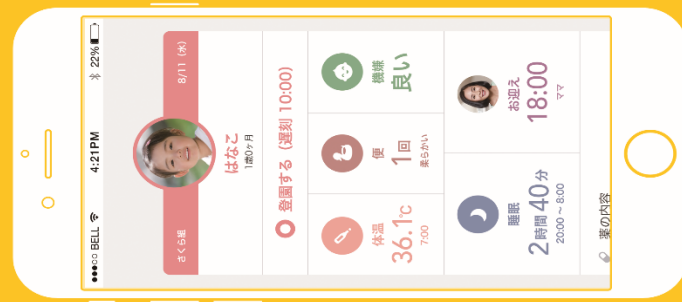 ●●●○○ BELL 4:21PM 22%
さくら組 8/11（水）
はなこ
1歳0ヶ月
登園する（遅刻 10:00）
体温
36.1℃
7:00
便
1回
柔らかい
機嫌
良い
睡眠
2時間40分
20:00 ~ 8:00
お迎え
18:00
ママ
薬の内容